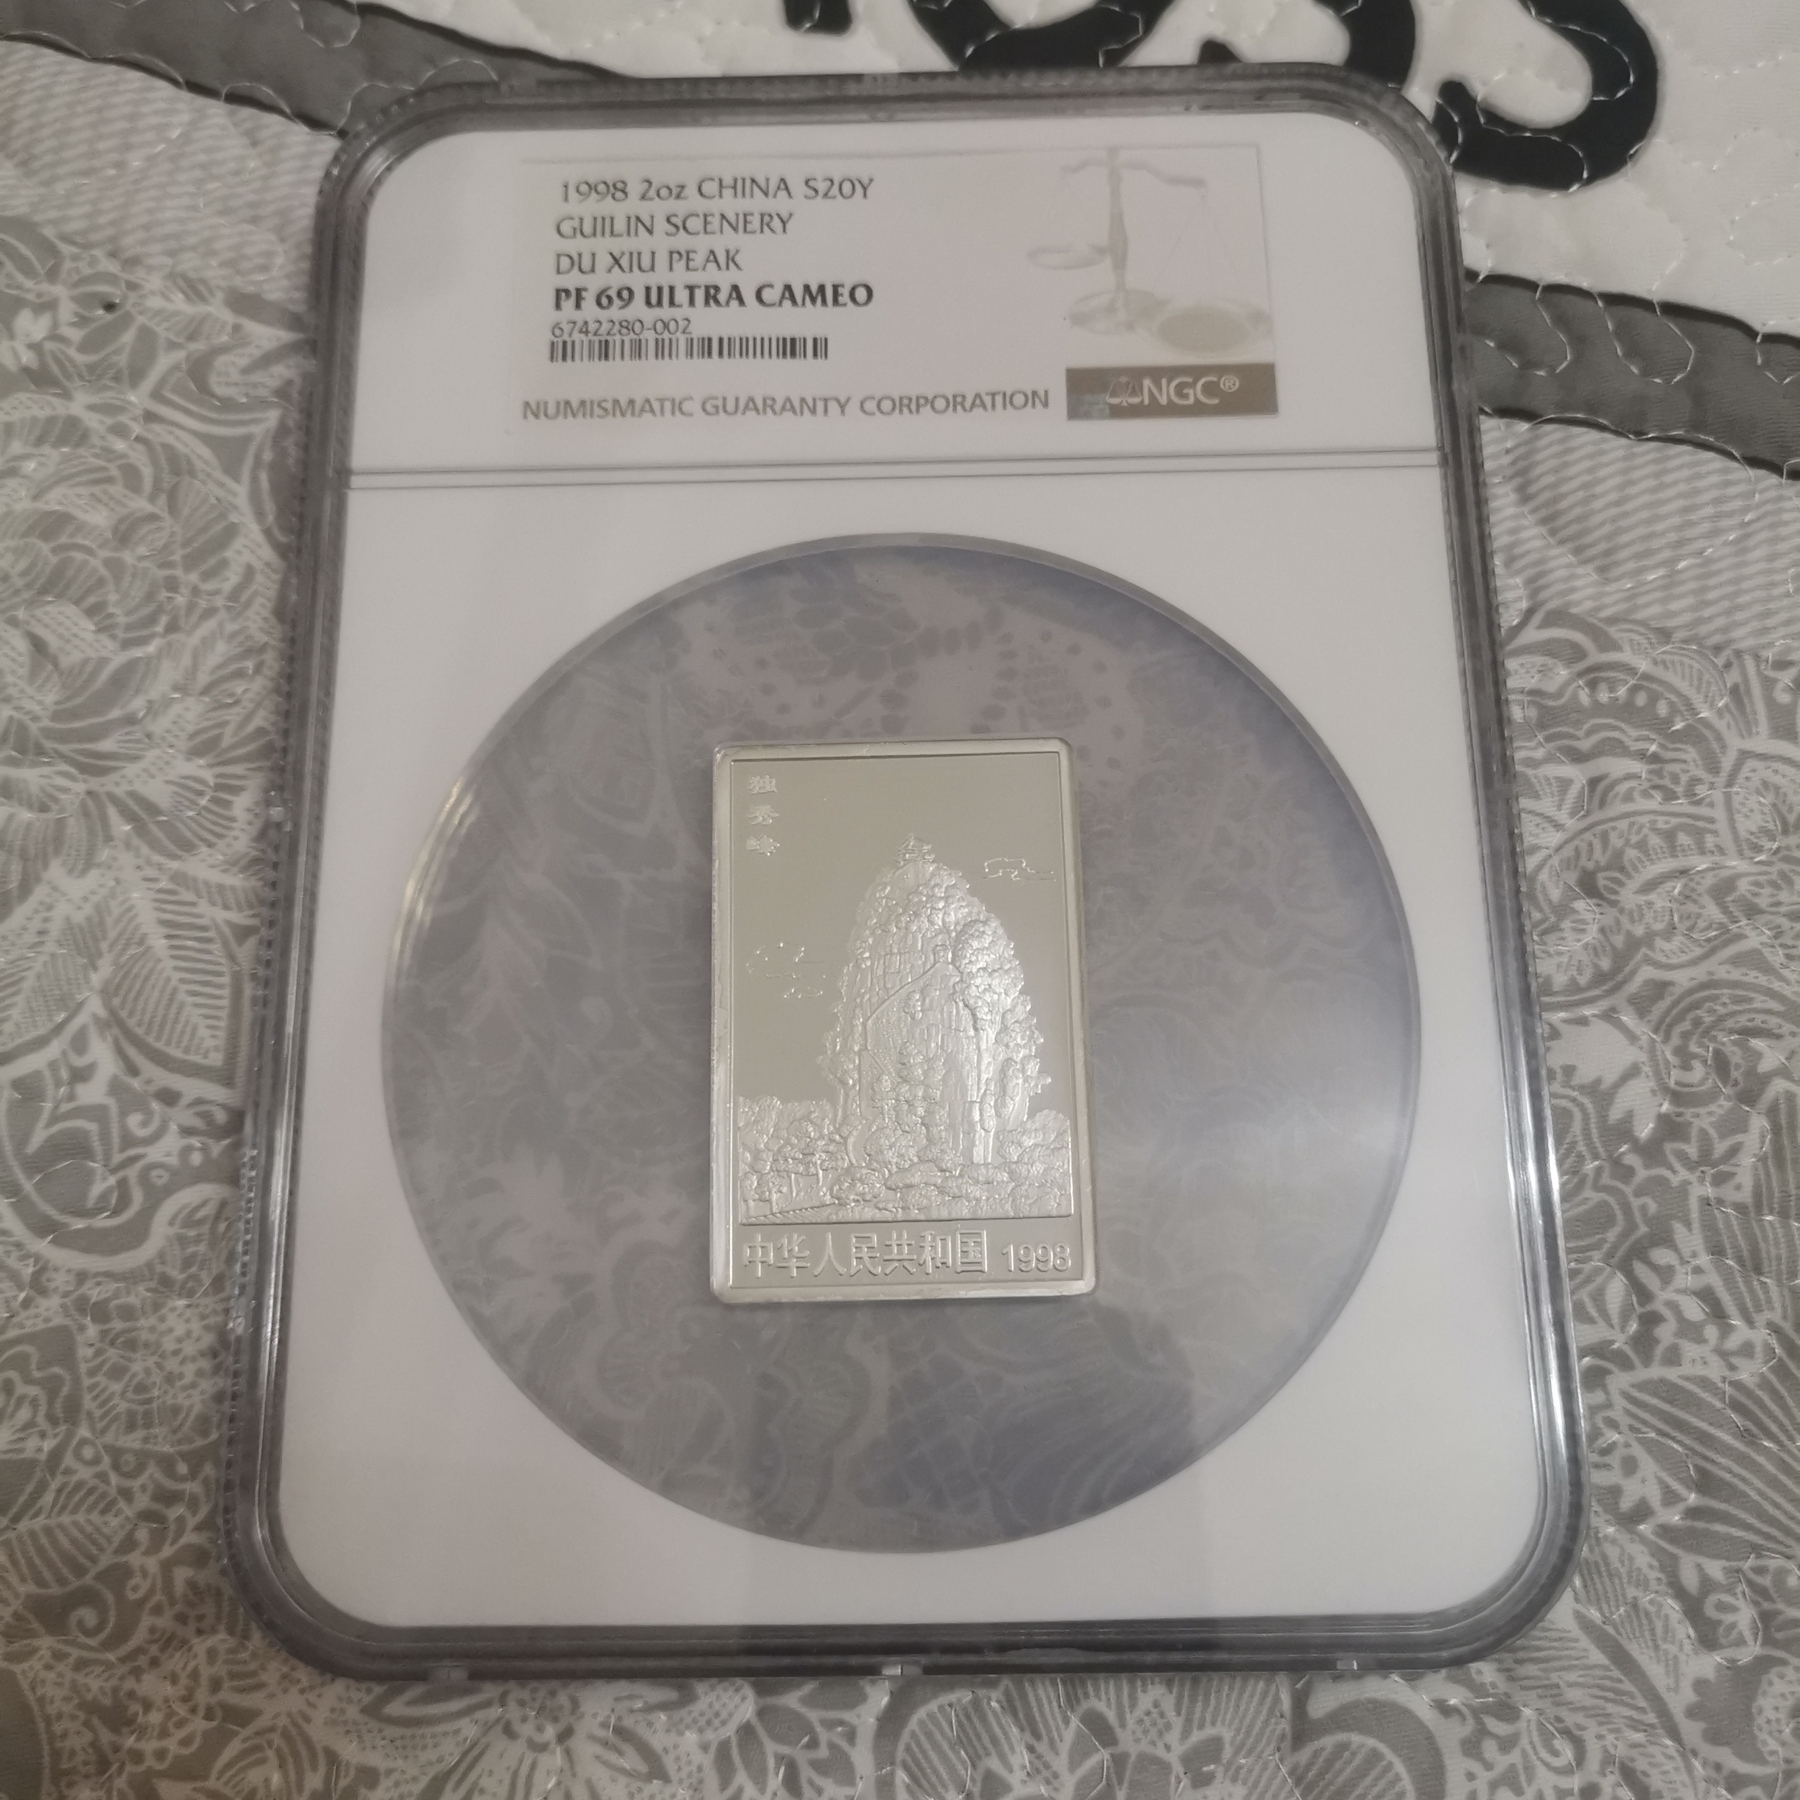 1998 2oz CHINA S20Y
GUILIN SCENERY
DU XIU PEAK
PF 69 ULTRA CAMEO
6742280-002
NUMISMATIC GUARANTY CORPORATION
NGC®
独
秀
峰
中华人民共和国 1998